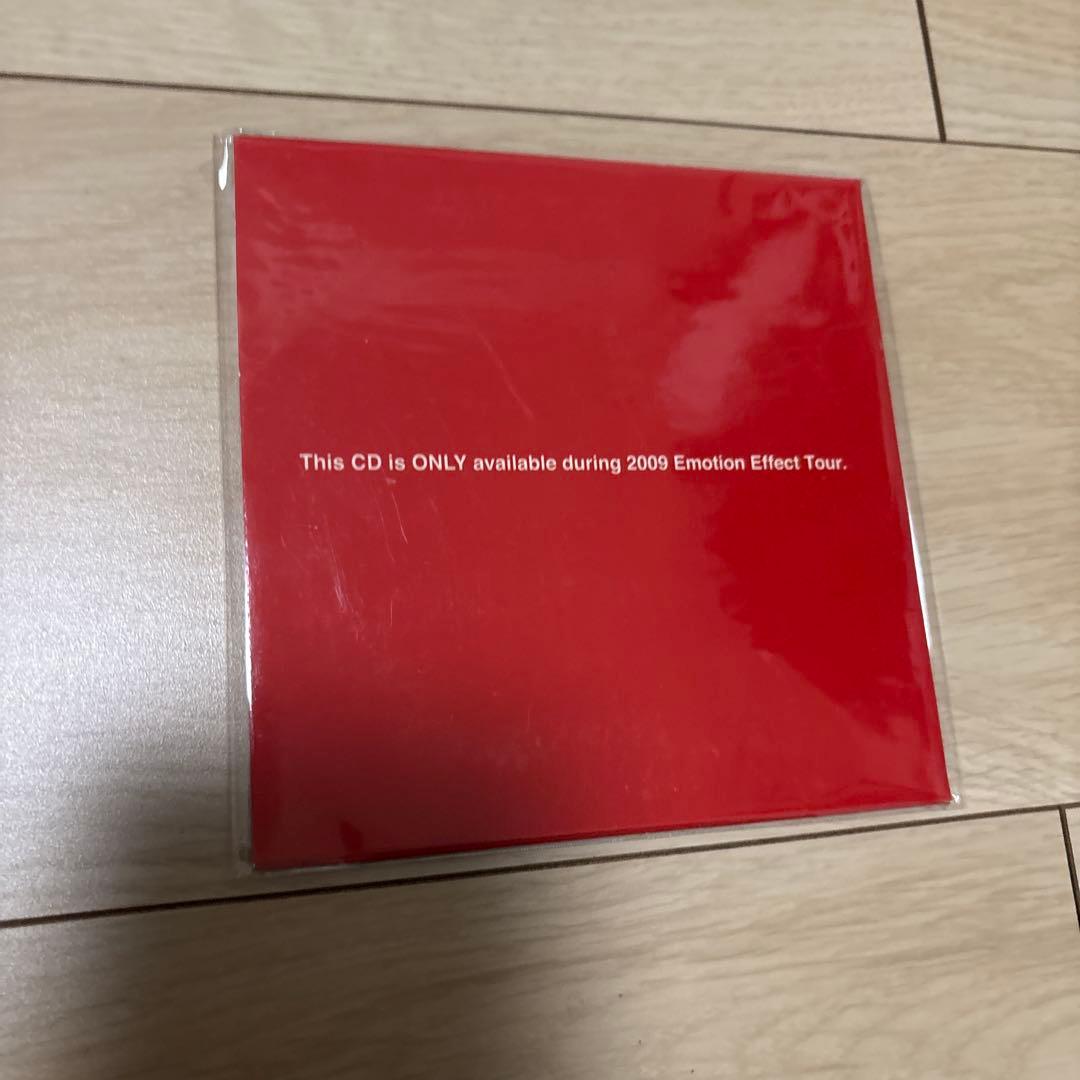 This CD is ONLY available during 2009 Emotion Effect Tour.